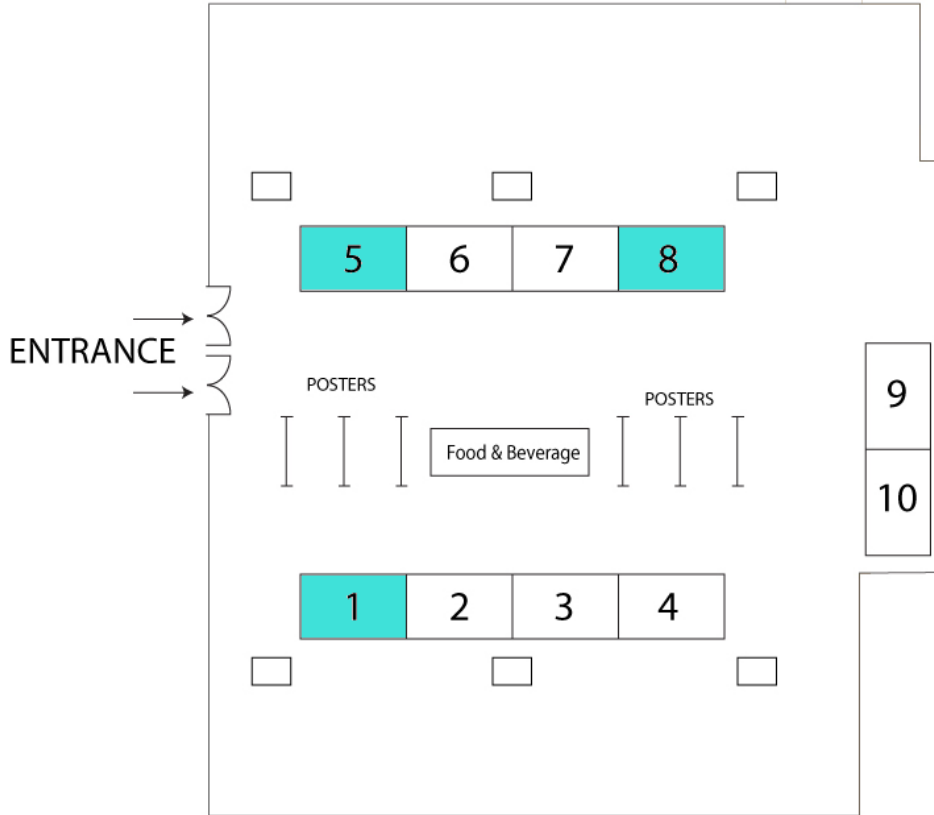 5 6 7 8
ENTRANCE
POSTERS
POSTERS
9
Food & Beverage
10
1 2 3 4